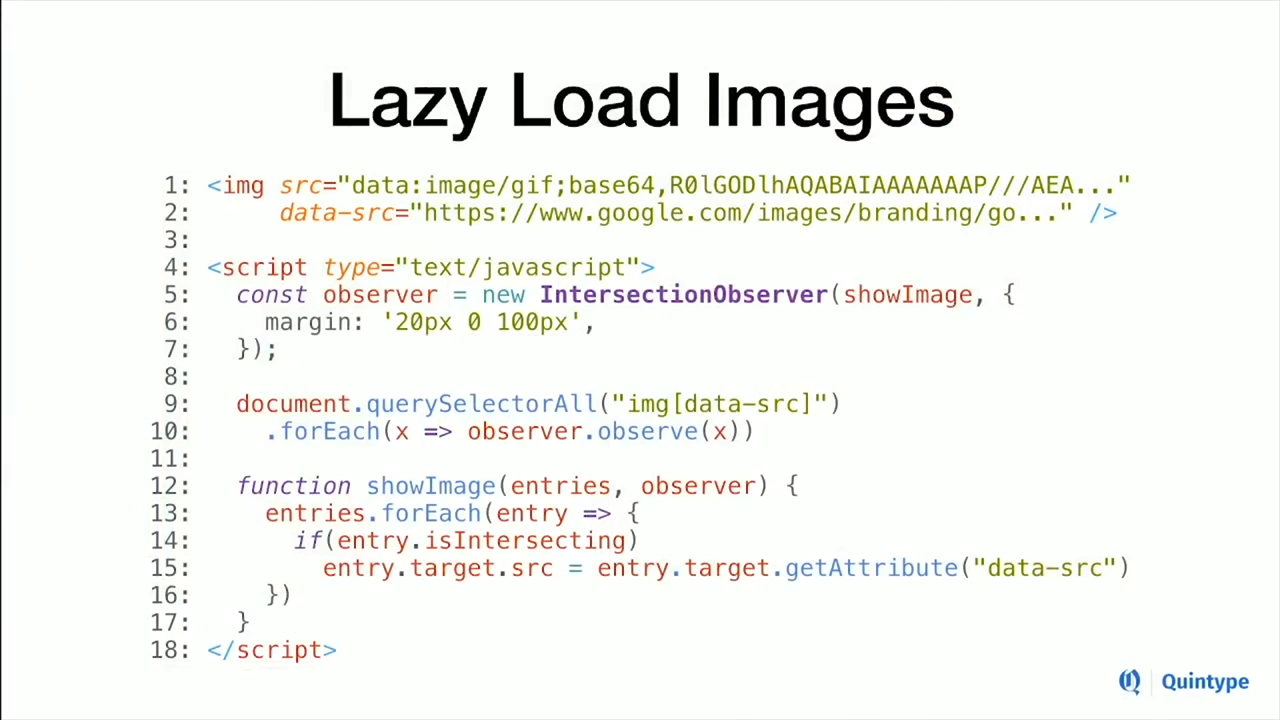 Lazy Load Images
1: <img src="data:image/gif;base64,R0lGODlhAQABAIAAAAAAAP///AEA..."
2: data-src="https://www.google.com/images/branding/go..." />
3:
4: <script type="text/javascript">
5: const observer = new IntersectionObserver(showImage, {
6: margin: '20px 0 100px',
7: });
8:
9: document.querySelectorAll("img[data-src]")
10: .forEach(x => observer.observe(x))
11:
12: function showImage(entries, observer) {
13: entries.forEach(entry => {
14: if(entry.isIntersecting)
15: entry.target.src = entry.target.getAttribute("data-src")
16: })
17: }
18: </script>
Quintype